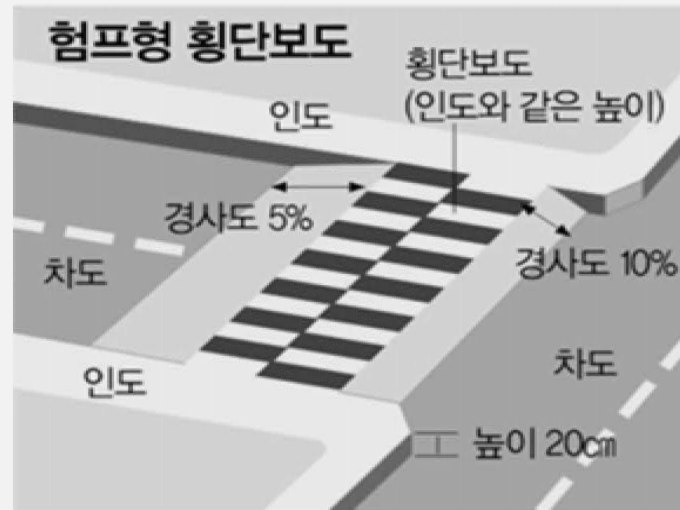 험프형 횡단보도
횡단보도
(인도와 같은 높이)
인도
경사도 5%
차도
경사도 10%
차도
인도
높이 20㎝